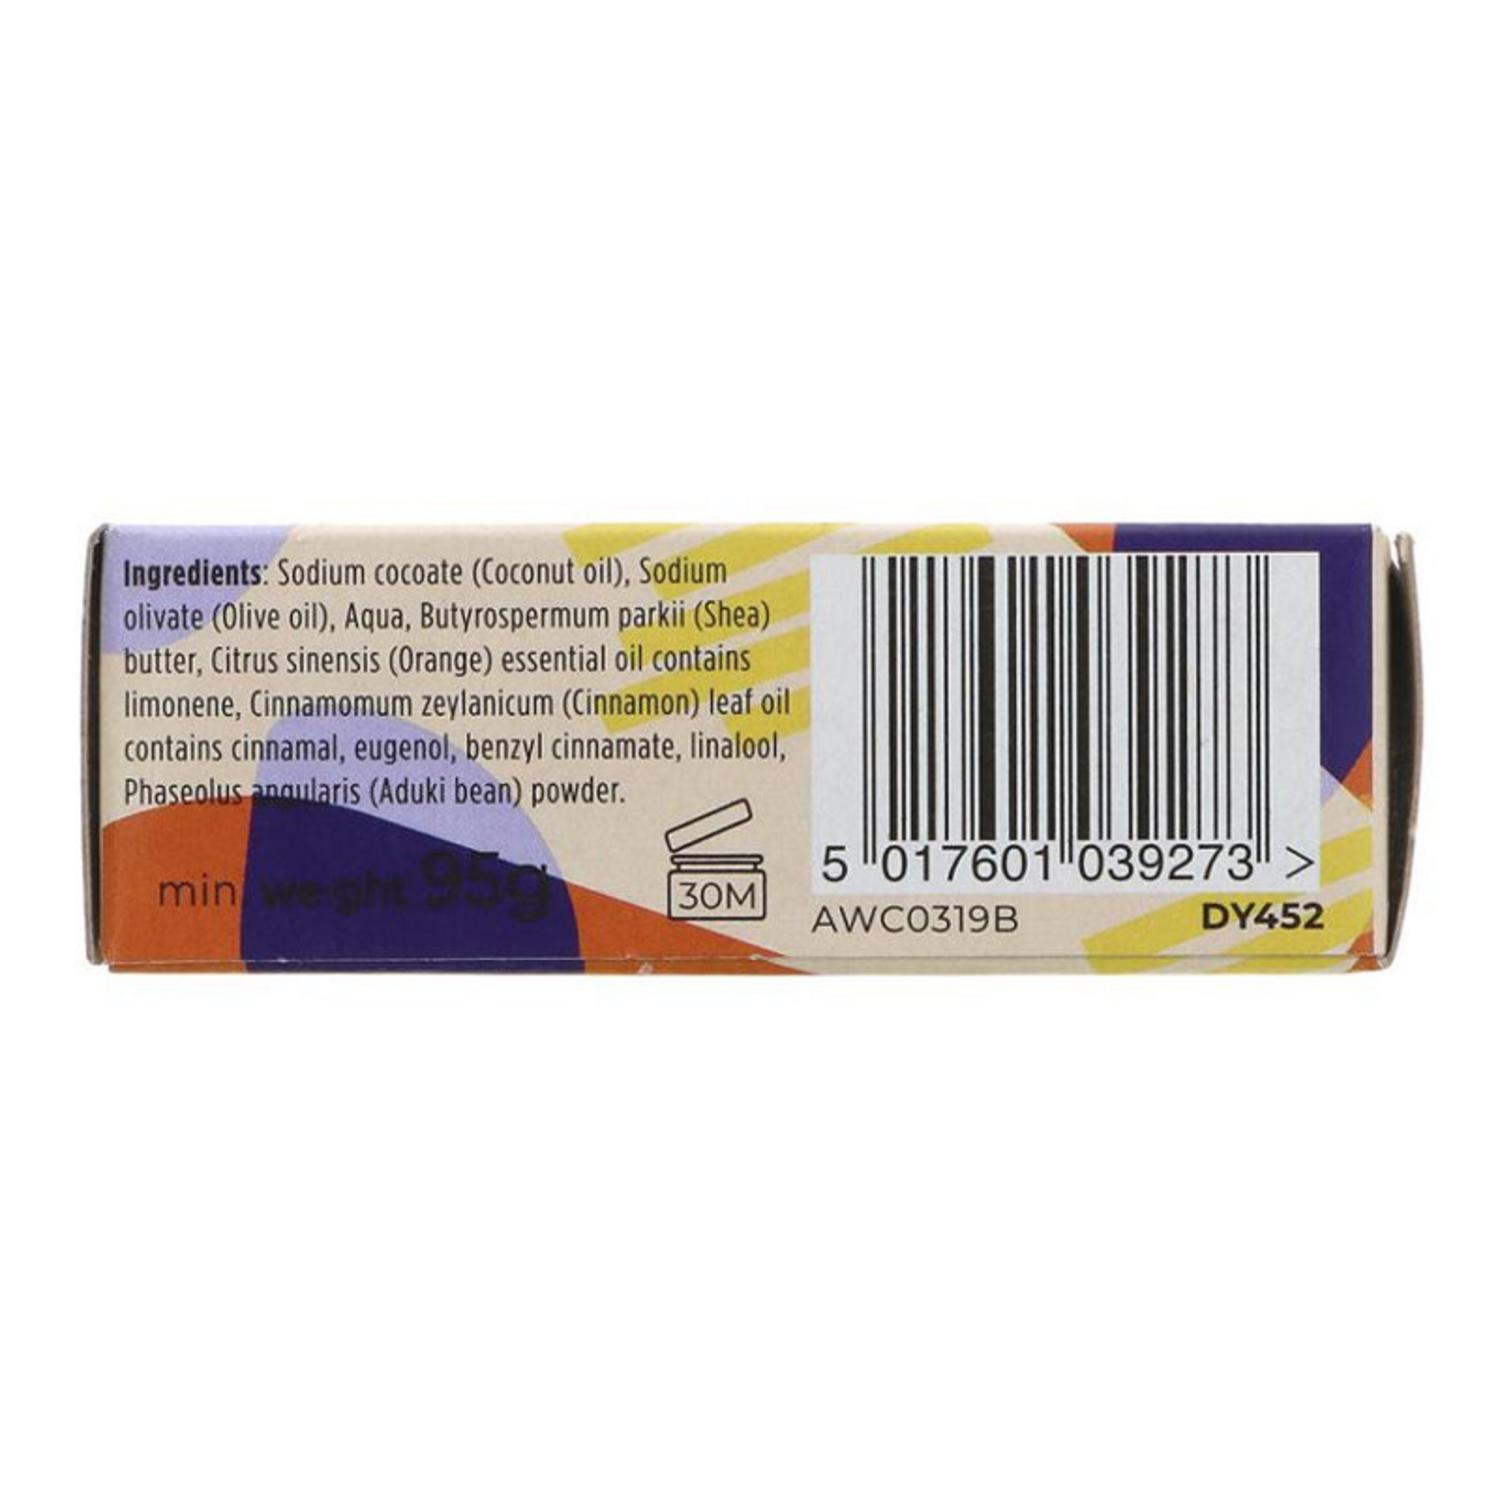 Ingredients: Sodium cocoate (Coconut oil), Sodium
olivate (Olive oil), Aqua, Butyrospermum parkii (Shea)
butter, Citrus sinensis (Orange) essential oil contains
limonene, Cinnamomum zeylanicum (Cinnamon) leaf oil
contains cinnamal, eugenol, benzyl cinnamate, linalool,
Phaseolus angularis (Aduki bean) powder.
min weight 95g
30M
5 017601 039273 >
AWC0319B
DY452